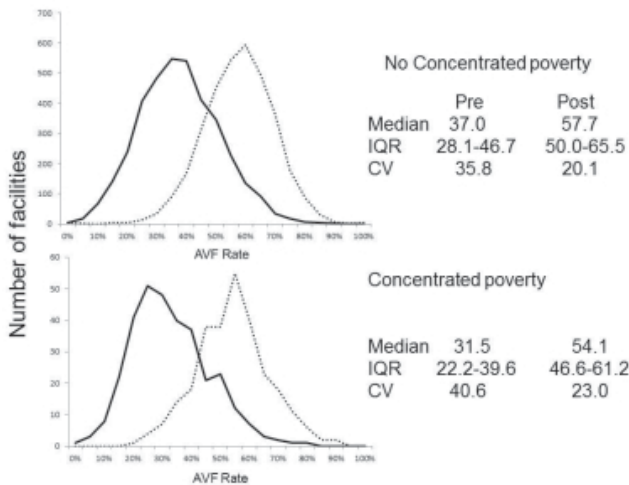 700
600
500
400
300
200
100
0
0% 10% 20% 30% 40% 50% 60% 70% 80% 90% 100%
AVF Rate
No Concentrated poverty
Pre Post
Median 37.0 57.7
IQR 28.1-46.7 50.0-65.5
CV 35.8 20.1
Number of facilities
60
50
40
30
20
10
0
0% 10% 20% 30% 40% 50% 60% 70% 80% 90% 100%
AVF Rate
Concentrated poverty
Median 31.5 54.1
IQR 22.2-39.6 46.6-61.2
CV 40.6 23.0